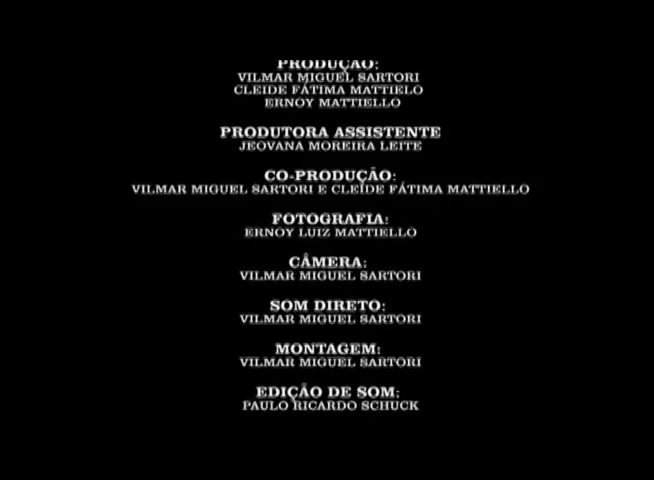 PRODUÇÃO:
VILMAR MIGUEL SARTORI
CLEIDE FÁTIMA MATTIELO
ERNOY MATTIELLO
PRODUTORA ASSISTENTE
JEOVANA MOREIRA LEITE
CO-PRODUÇÃO:
VILMAR MIGUEL SARTORI E CLEIDE FÁTIMA MATTIELLO
FOTOGRAFIA:
ERNOY LUIZ MATTIELLO
CÂMERA:
VILMAR MIGUEL SARTORI
SOM DIRETO:
VILMAR MIGUEL SARTORI
MONTAGEM:
VILMAR MIGUEL SARTORI
EDIÇÃO DE SOM:
PAULO RICARDO SCHUCK